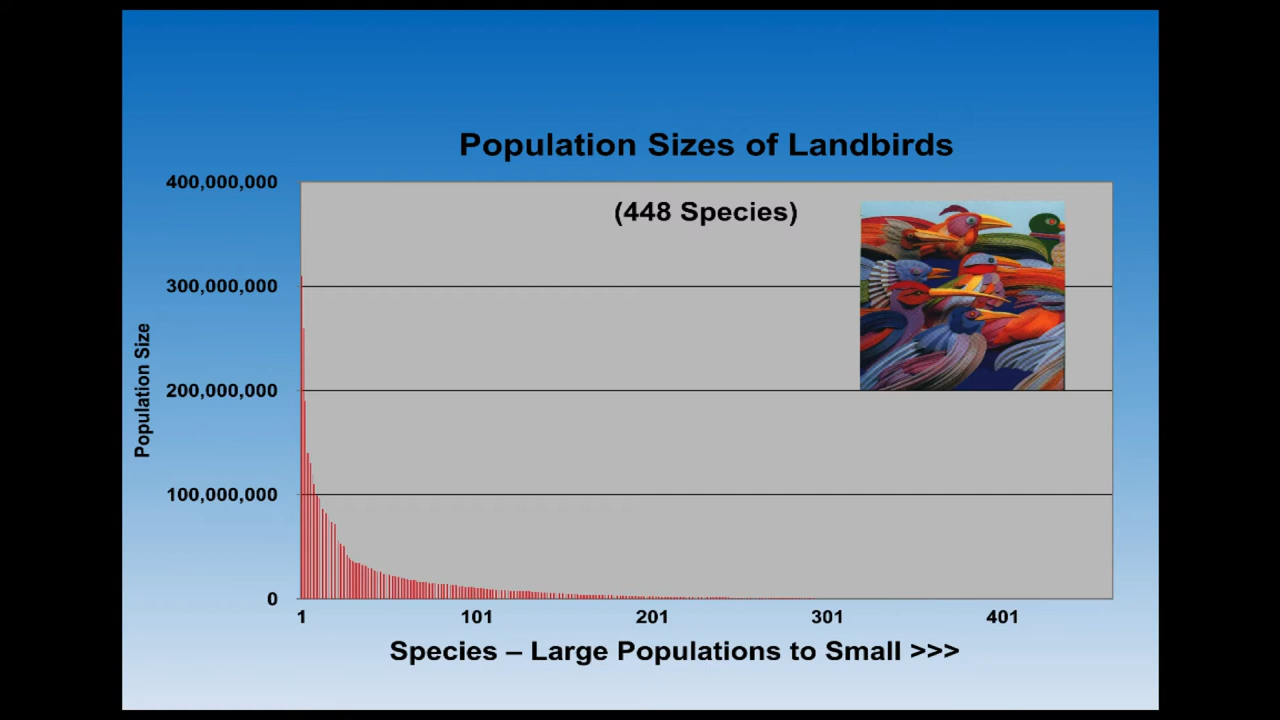 Population Sizes of Landbirds
(448 Species)
400,000,000
300,000,000
200,000,000
100,000,000
0
Population Size
1 101 201 301 401
Species – Large Populations to Small >>>